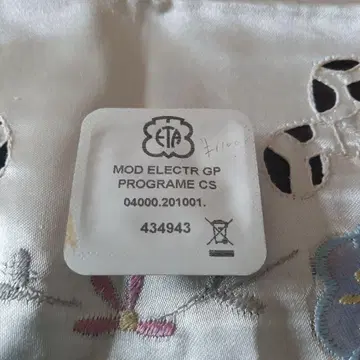 ETA
MOD ELECTR GP
PROGRAME CS
04000.201001.
434943